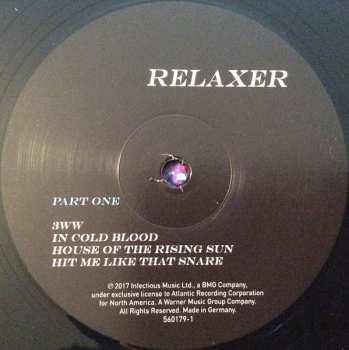 RELAXER
PART ONE
3WW
IN COLD BLOOD
HOUSE OF THE RISING SUN
HIT ME LIKE THAT SNARE
℗ 2017 Infectious Music Ltd., a BMG Company,
under exclusive license to Atlantic Recording Corporation
for North America. A Warner Music Group Company.
All Rights Reserved. Made in Germany.
560179-1